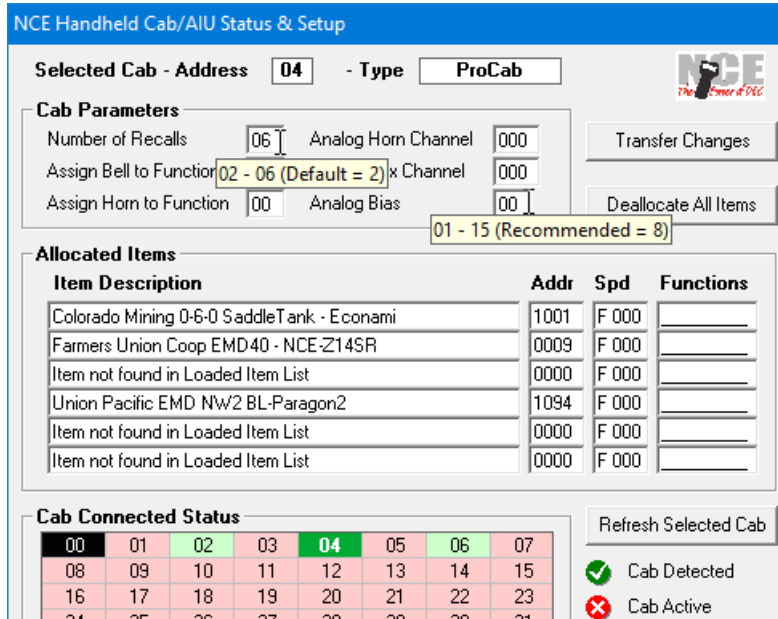 NCE Handheld Cab/AIU Status & Setup
Selected Cab - Address 04 - Type ProCab
NCE
Cab Parameters
Number of Recalls 06 Analog Horn Channel 000
Transfer Changes
Assign Bell to Function x Channel 000
02 - 06 (Default = 2)
Assign Horn to Function 00 Analog Bias 00
Deallocate All Items
01 - 15 (Recommended = 8)
Allocated Items
Item Description Addr Spd Functions
Colorado Mining 0-6-0 SaddleTank - Econami 1001 F 000
Farmers Union Coop EMD40 - NCE-Z14SR 0009 F 000
Item not found in Loaded Item List 0000 F 000
Union Pacific EMD NW2 BL-Paragon2 1094 F 000
Item not found in Loaded Item List 0000 F 000
Item not found in Loaded Item List 0000 F 000
Cab Connected Status
Refresh Selected Cab
00 01 02 03 04 05 06 07
08 09 10 11 12 13 14 15
Cab Detected
16 17 18 19 20 21 22 23
Cab Active